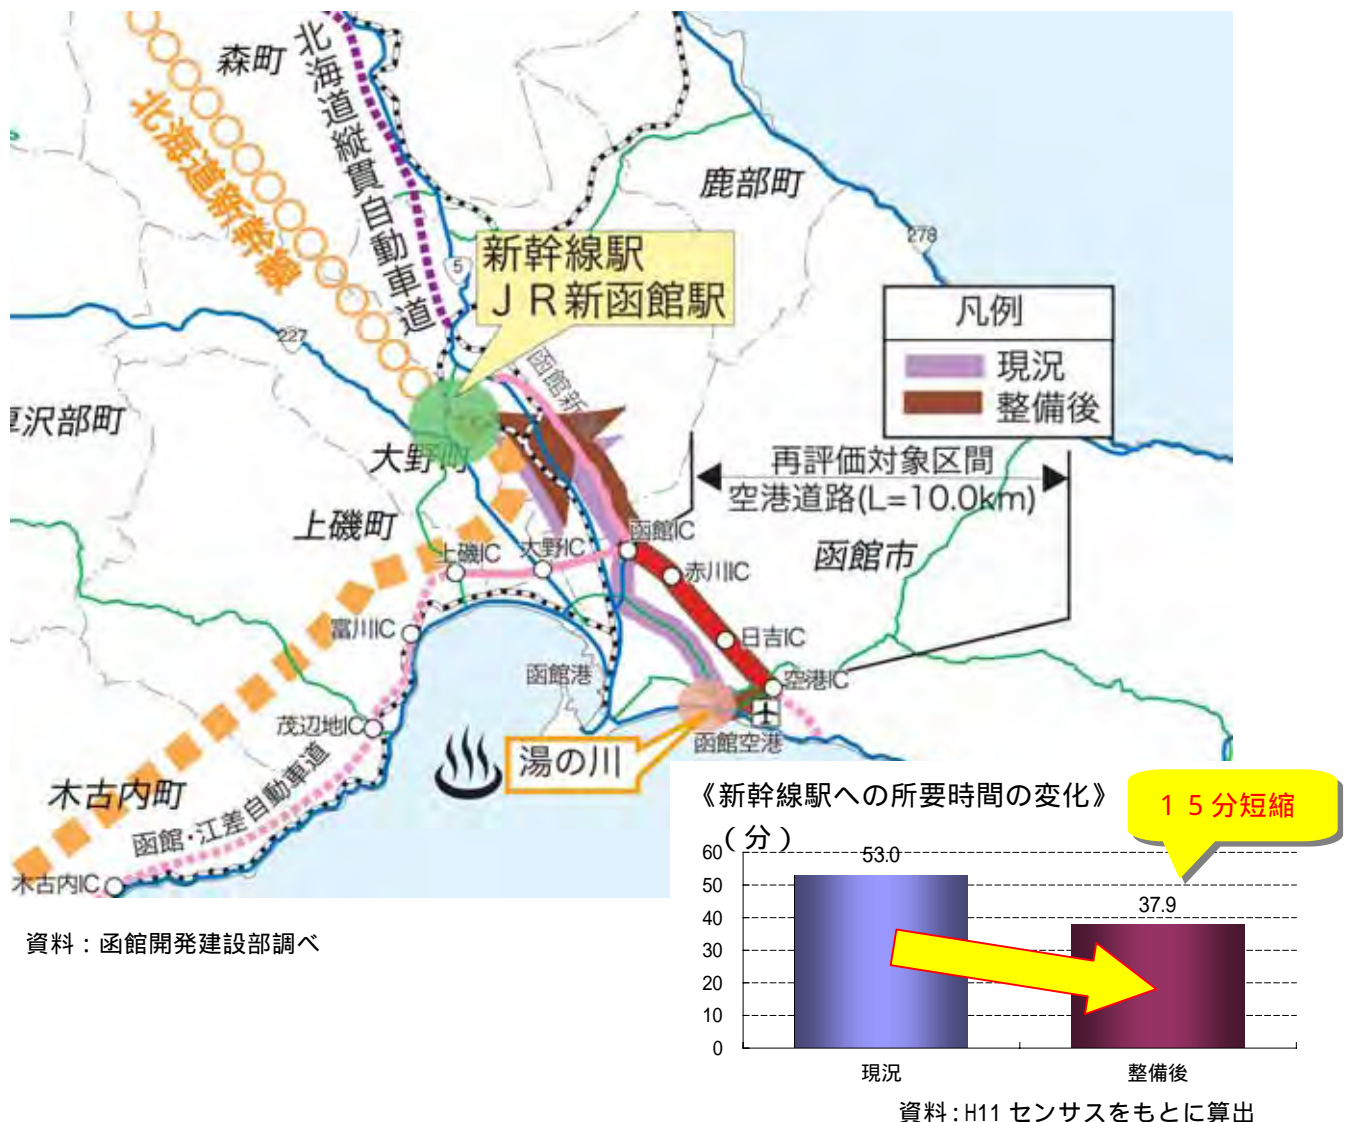 森町
北海道縦貫自動車道
北海道新幹線
鹿部町
278
新幹線駅
ＪＲ新函館駅
5
227
凡例
現況
整備後
函館新
沢部町
大野町
再評価対象区間
空港道路(L=10.0km)
上磯町
函館IC
函館市
上磯IC
大野IC
赤川IC
富川IC
日吉IC
函館港
空港IC
茂辺地IC
函館空港
湯の川
木古内町
函館・江差自動車道
木古内IC
《新幹線駅への所要時間の変化》
１５分短縮
（分）
60
50
40
30
20
10
0
53.0
37.9
現況
整備後
資料：函館開発建設部調べ
資料：H11 センサスをもとに算出